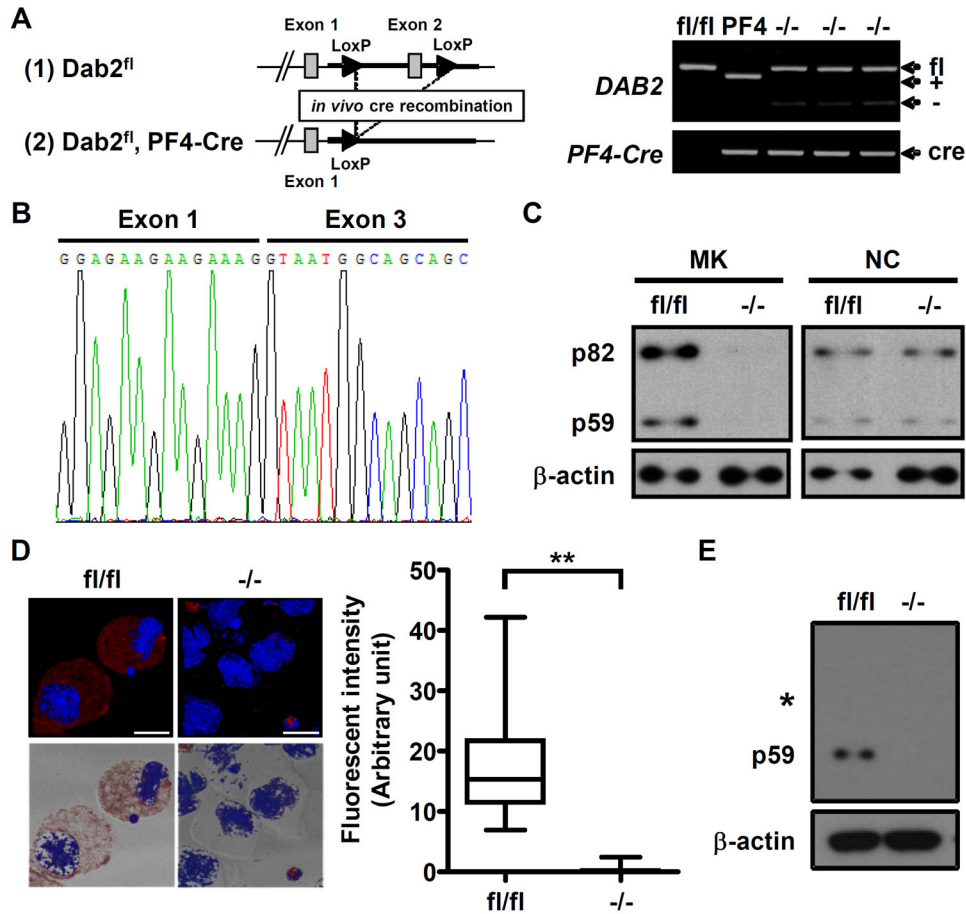 A
Exon 1 Exon 2
LoxP LoxP
(1) Dab2fl
in vivo cre recombination
(2) Dab2fl, PF4-Cre
LoxP
Exon 1
fl/fl PF4 -/- -/- -/-
DAB2
fl
+
-
PF4-Cre
cre
B
Exon 1 Exon 3
GGAGAAGAAGAAAGGTAATGGCAGCAGC
C
MK NC
fl/fl -/- fl/fl -/-
p82
p59
β-actin
D
fl/fl -/-
Fluorescent intensity
(Arbitrary unit)
50
40
30
20
10
0
**
fl/fl -/-
E
fl/fl -/-
*
p59
β-actin